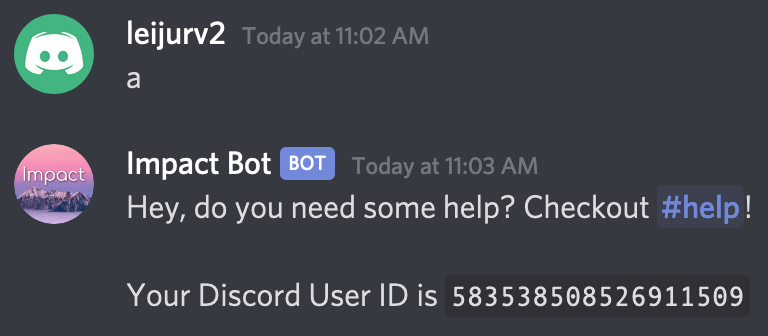 leijurv2 Today at 11:02 AM
a
Impact
Impact Bot BOT Today at 11:03 AM
Hey, do you need some help? Checkout #help!
Your Discord User ID is 583538508526911509